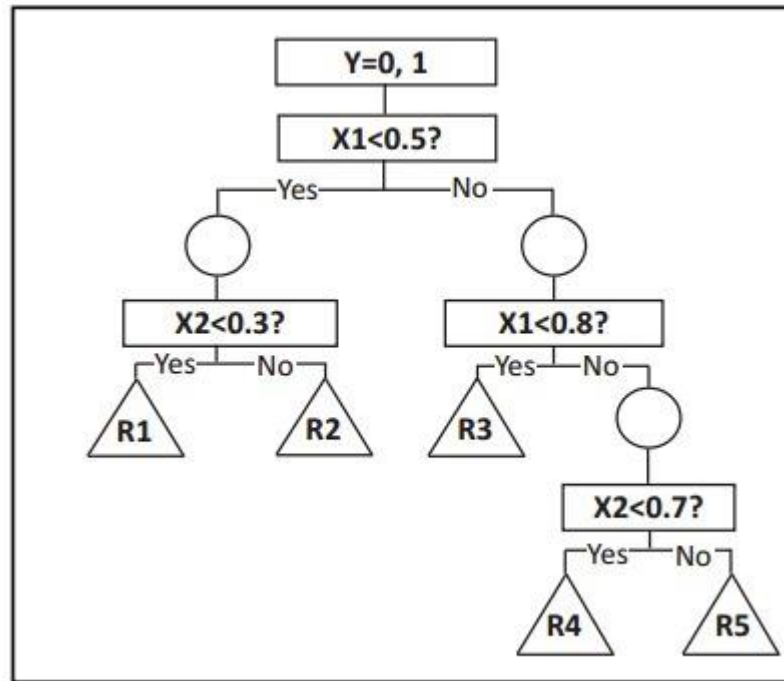 Y=0, 1
X1<0.5?
Yes No
X2<0.3? X1<0.8?
Yes No Yes No
R1 R2 R3
X2<0.7?
Yes No
R4 R5